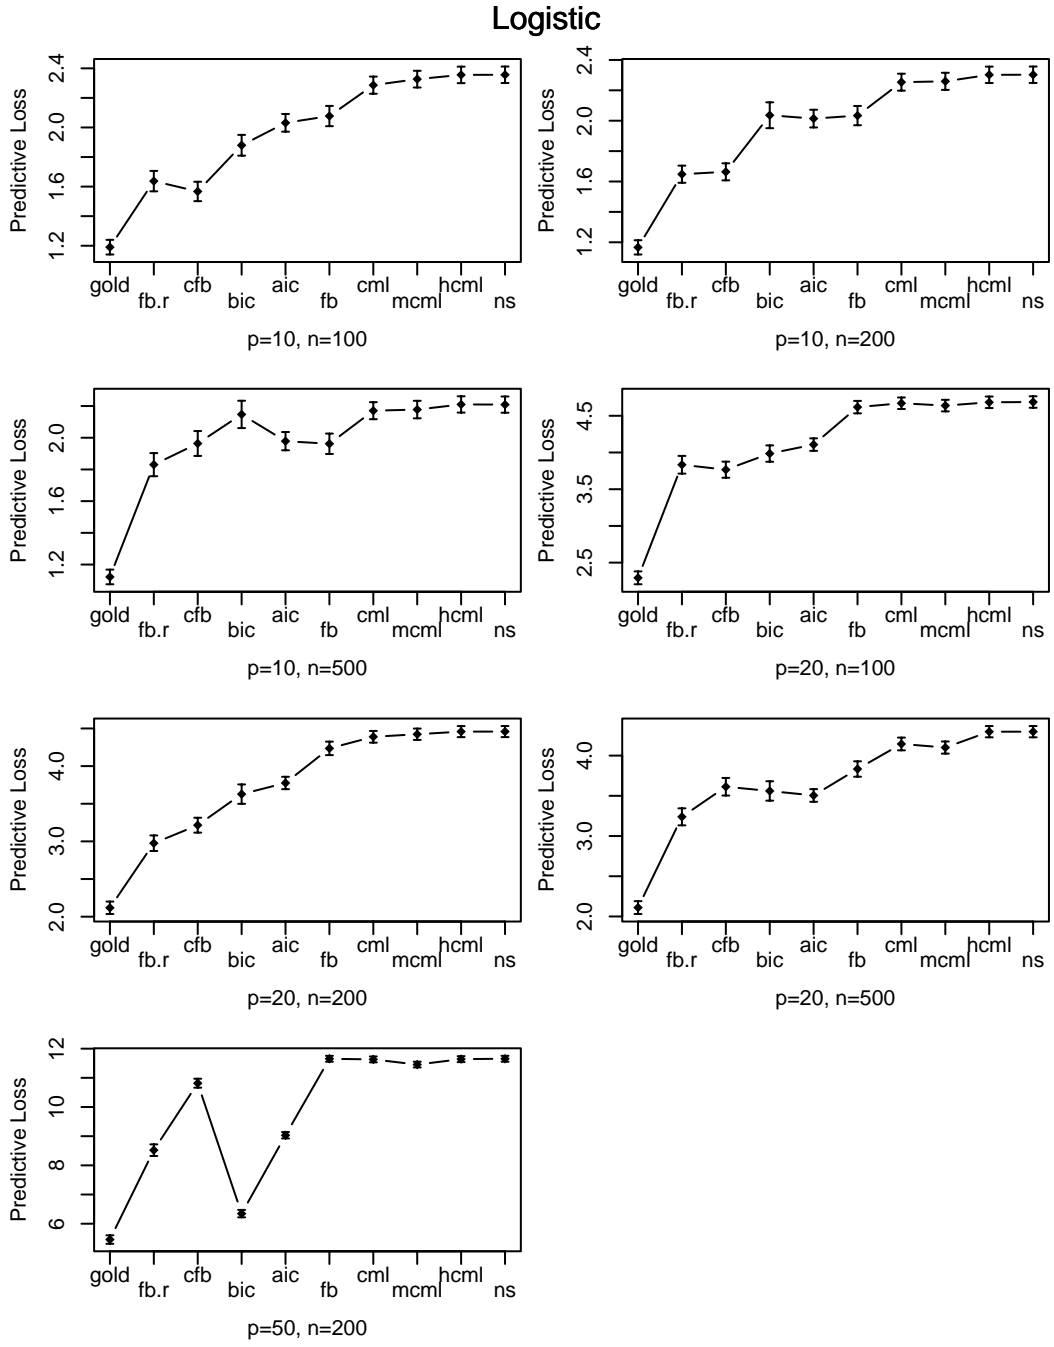 Logistic
Predictive Loss
2.4
2.0
1.6
1.2
gold fb.r cfb bic aic fb cml mcml hcml ns
p=10, n=100
Predictive Loss
2.4
2.0
1.6
1.2
gold fb.r cfb bic aic fb cml mcml hcml ns
p=10, n=200
Predictive Loss
2.0
1.6
1.2
gold fb.r cfb bic aic fb cml mcml hcml ns
p=10, n=500
Predictive Loss
4.5
3.5
2.5
gold fb.r cfb bic aic fb cml mcml hcml ns
p=20, n=100
Predictive Loss
4.0
3.0
2.0
gold fb.r cfb bic aic fb cml mcml hcml ns
p=20, n=200
Predictive Loss
4.0
3.0
2.0
gold fb.r cfb bic aic fb cml mcml hcml ns
p=20, n=500
Predictive Loss
12
10
8
6
gold fb.r cfb bic aic fb cml mcml hcml ns
p=50, n=200